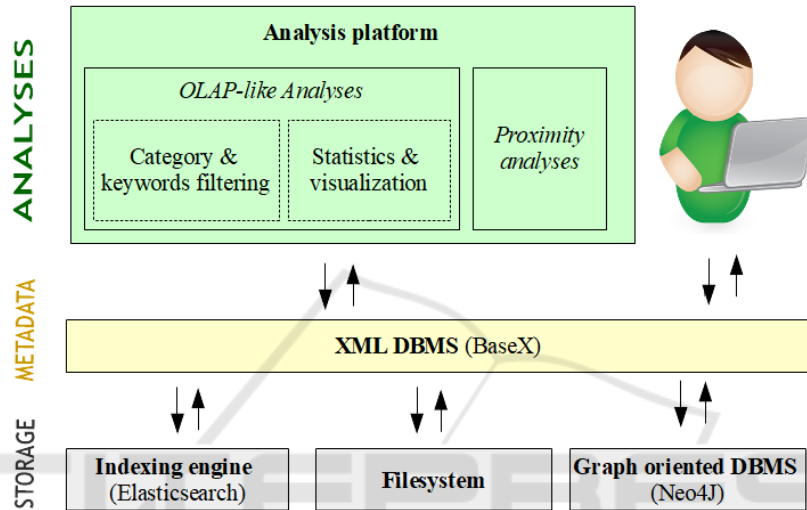 ANALYSES
Analysis platform
OLAP-like Analyses
Category &
keywords filtering
Statistics &
visualization
Proximity
analyses
METADATA
XML DBMS (BaseX)
STORAGE
Indexing engine
(Elasticsearch)
Filesystem
Graph oriented DBMS
(Neo4J)